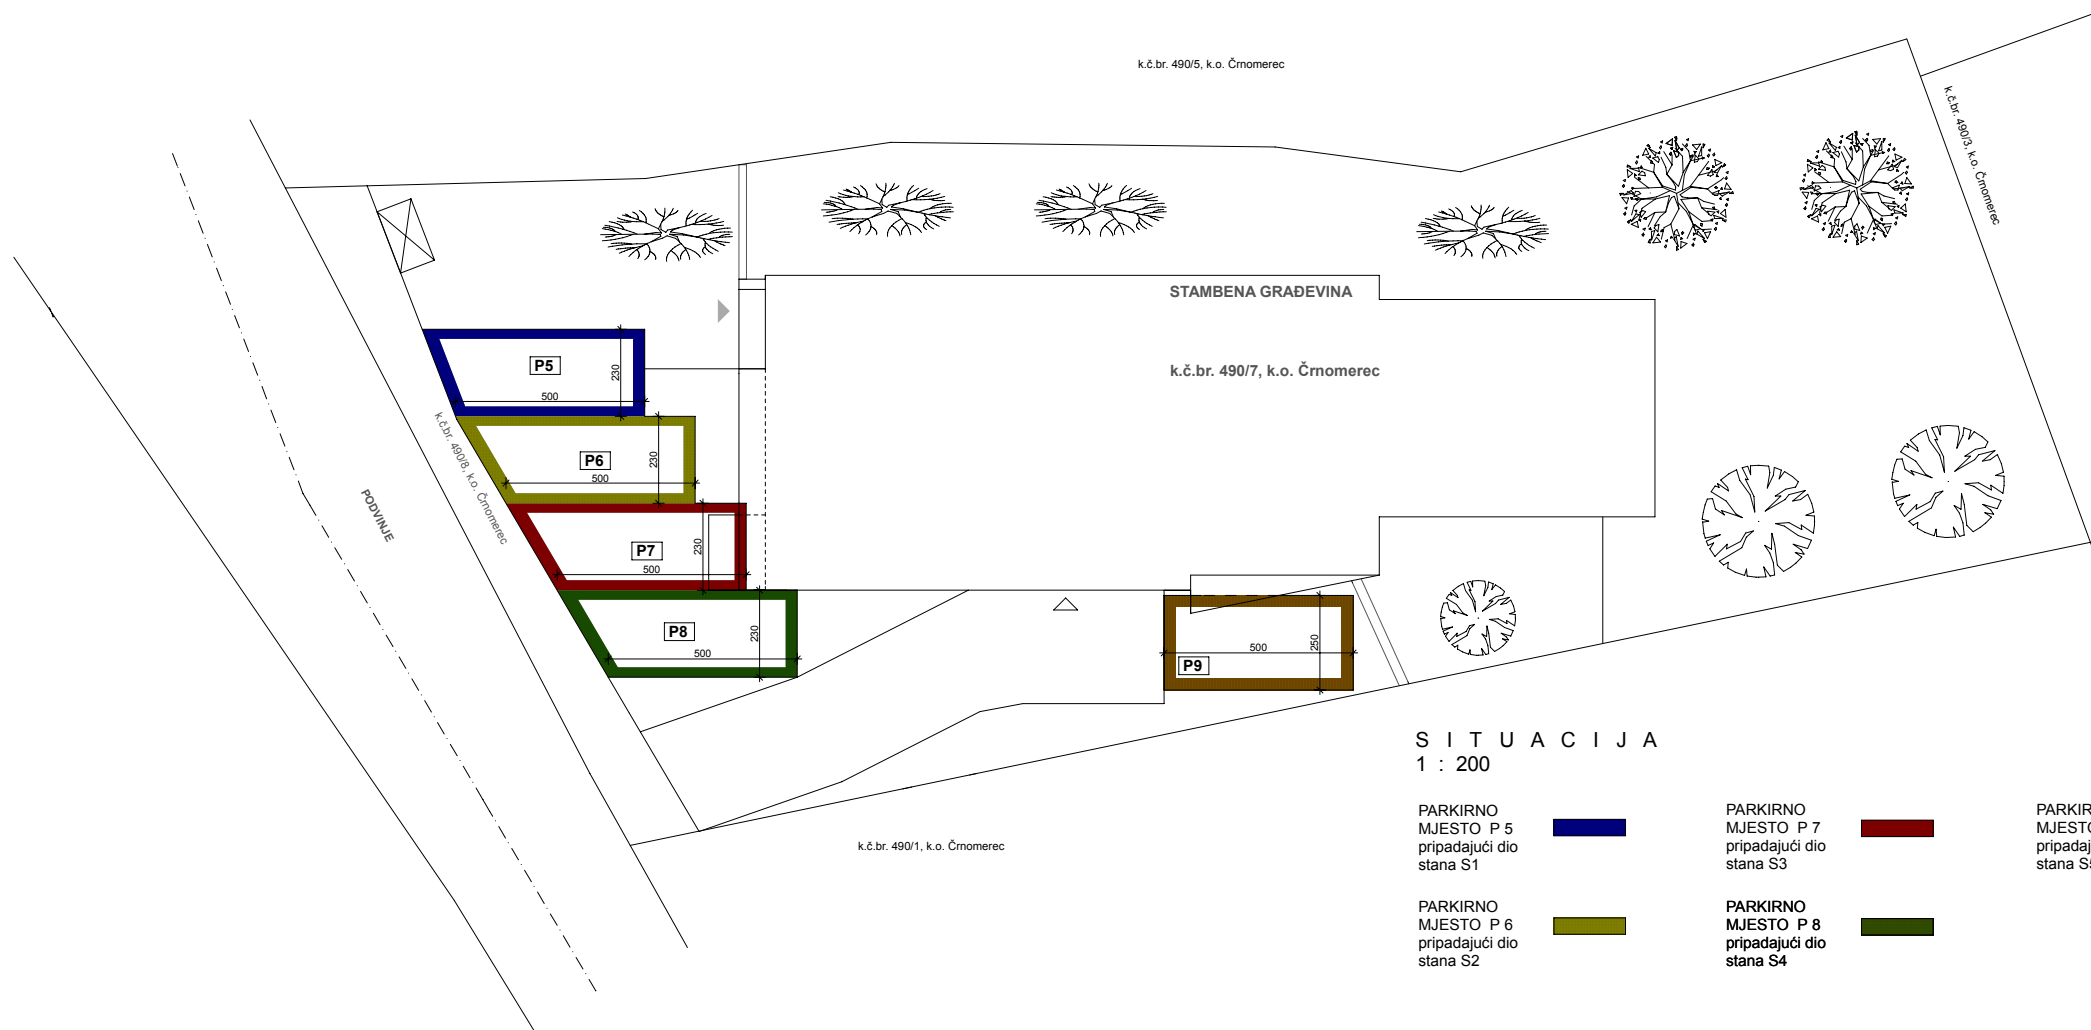 k.č.br. 490/5, k.o. Črnomerec
k.č.br. 490/3, k.o. Črnomerec
STAMBENA GRAĐEVINA
k.č.br. 490/7, k.o. Črnomerec
P5
230
500
P6
230
500
P7
230
500
P8
230
500
P9
500
250
k.č.br. 490/8, k.o. Črnomerec
PODVINJE
k.č.br. 490/1, k.o. Črnomerec
S I T U A C I J A
1 : 200
PARKIRNO
MJESTO P 5
pripadajući dio
stana S1
PARKIRNO
MJESTO P 6
pripadajući dio
stana S2
PARKIRNO
MJESTO P 7
pripadajući dio
stana S3
PARKIRNO
MJESTO P 8
pripadajući dio
stana S4